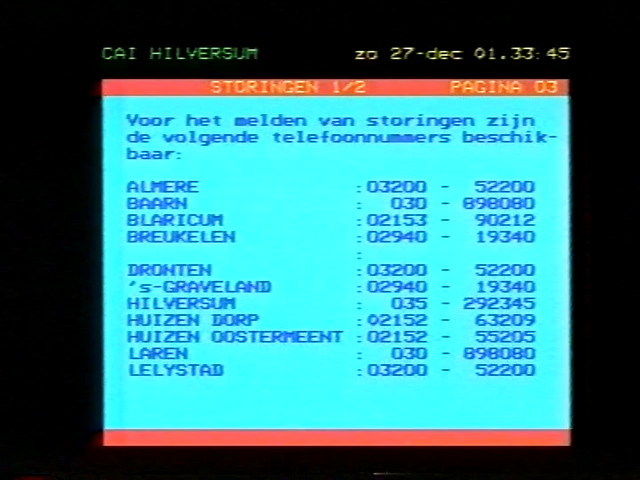 CAI HILVERSUM zo 27-dec 01.33:45
STORINGEN 1/2 PAGINA 03
Voor het melden van storingen zijn
de volgende telefoonnummers beschik-
baar:
ALMERE :03200 - 52200
BAARN : 030 - 898080
BLARICUM :02153 - 90212
BREUKELEN :02940 - 19340
:
DRONTEN :03200 - 52200
's-GRAVELAND :02940 - 19340
HILVERSUM : 035 - 292345
HUIZEN DORP :02152 - 63209
HUIZEN OOSTERMEENT :02152 - 55205
LAREN : 030 - 898080
LELYSTAD :03200 - 52200